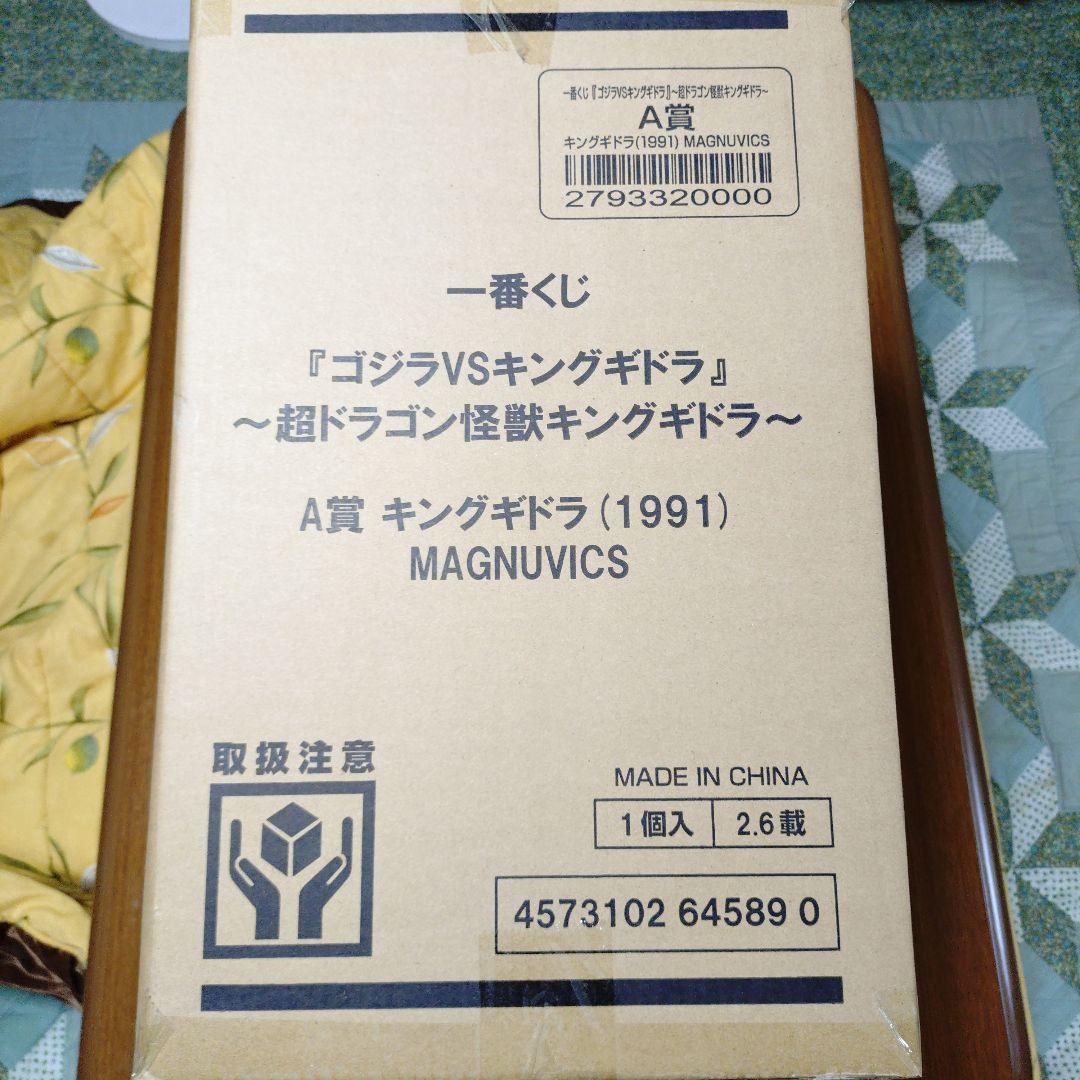 一番くじ『ゴジラVSキングギドラ』～超ドラゴン怪獣キングギドラ～
A賞
キングギドラ(1991) MAGNUVICS
2793320000
一番くじ
『ゴジラVSキングギドラ』
～超ドラゴン怪獣キングギドラ～
A賞 キングギドラ(1991)
MAGNUVICS
取扱注意
MADE IN CHINA
1個入 2.6載
4573102 64589 0